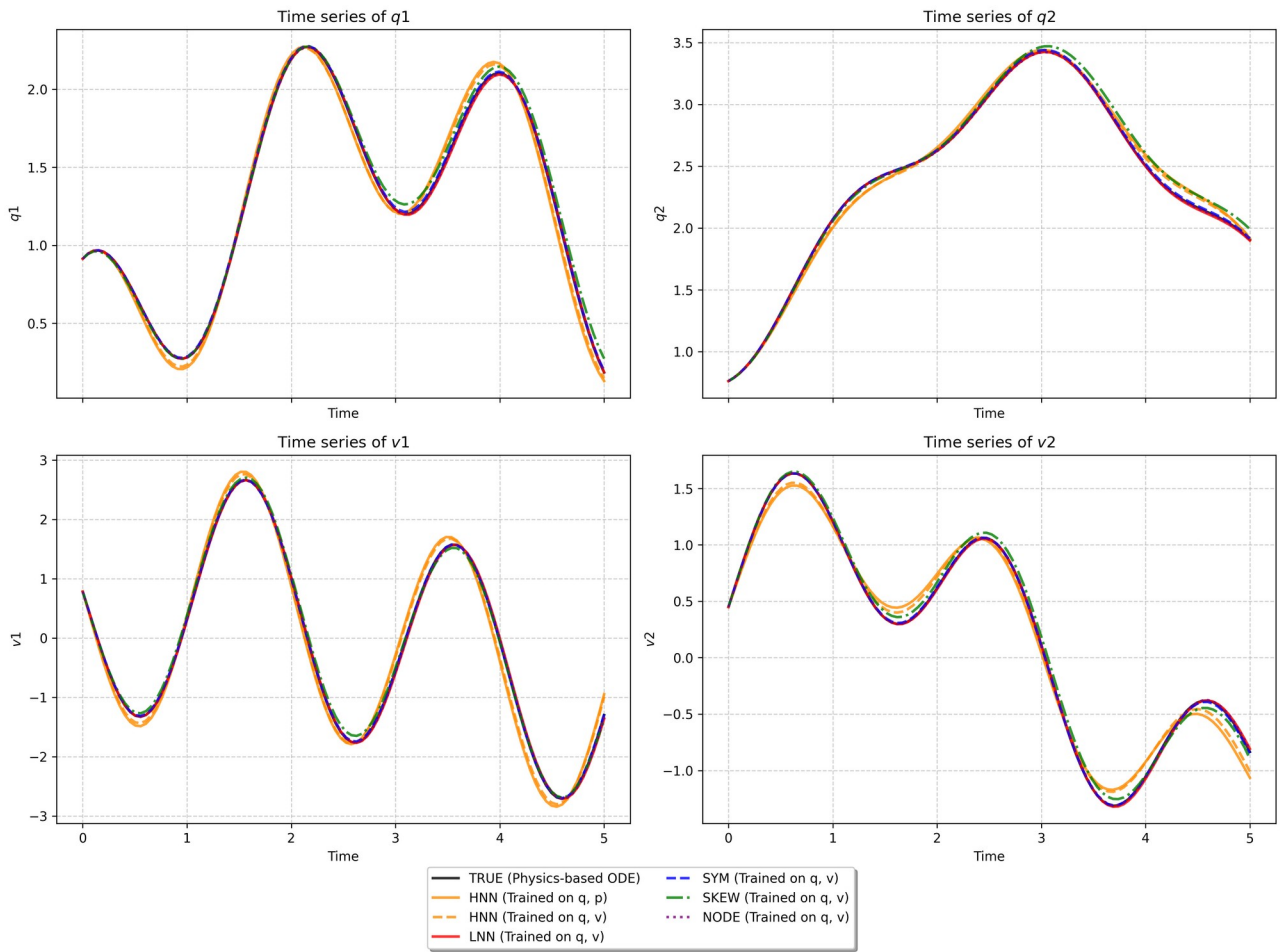 Time series of q1
Time series of q2
2.0
1.5
1.0
0.5
q1
Time
3.5
3.0
2.5
2.0
1.5
1.0
q2
Time
Time series of v1
Time series of v2
3
2
1
0
−1
−2
−3
v1
0 1 2 3 4 5
Time
1.5
1.0
0.5
0.0
−0.5
−1.0
v2
0 1 2 3 4 5
Time
TRUE (Physics-based ODE)
HNN (Trained on q, p)
HNN (Trained on q, v)
LNN (Trained on q, v)
SYM (Trained on q, v)
SKEW (Trained on q, v)
NODE (Trained on q, v)